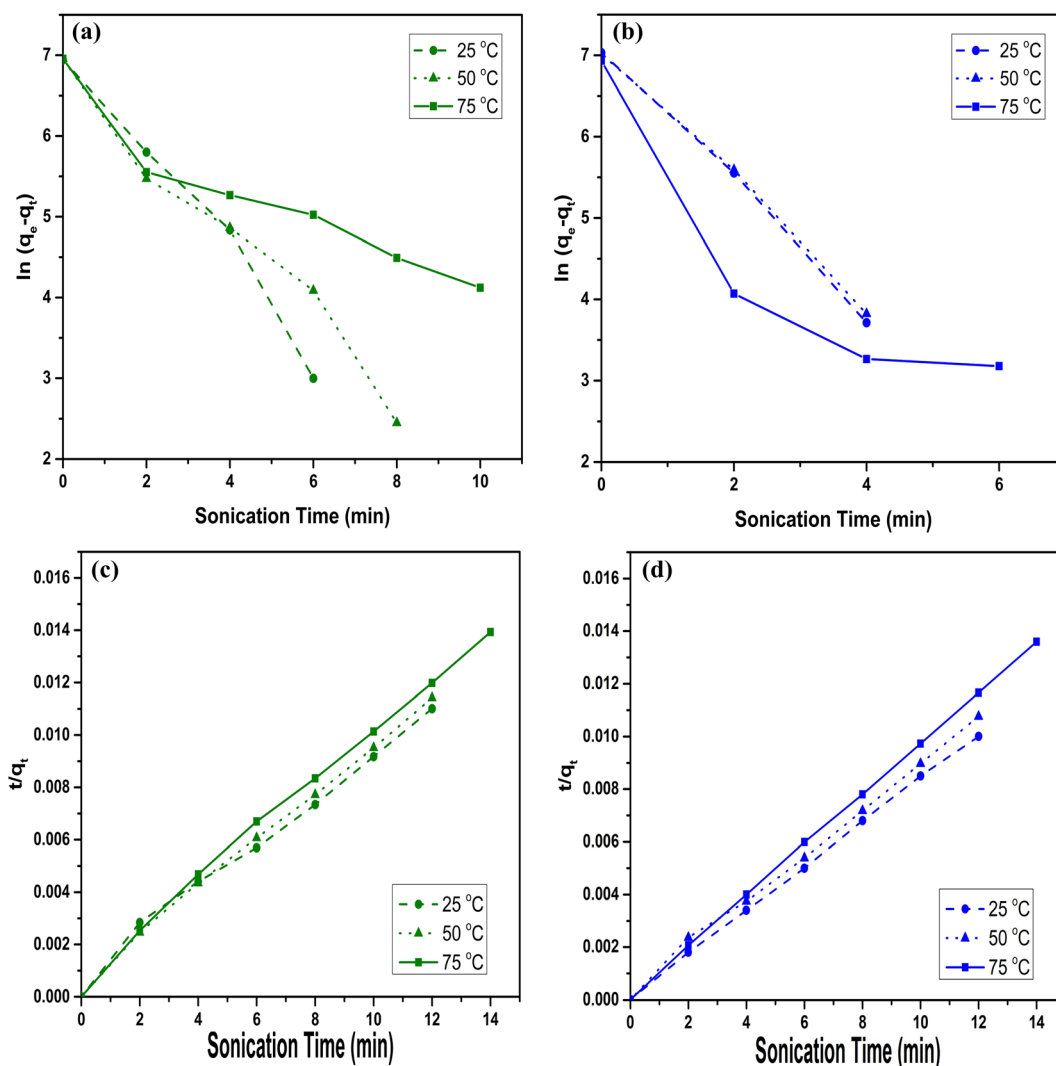 (a)
25 °C
50 °C
75 °C
7
6
5
4
3
2
ln (qe-qt)
0 2 4 6 8 10
Sonication Time (min)
(b)
25 °C
50 °C
75 °C
7
6
5
4
3
2
ln (qe-qt)
0 2 4 6
Sonication Time (min)
(c)
0.016
0.014
0.012
0.010
0.008
0.006
0.004
0.002
0.000
t/qt
25 °C
50 °C
75 °C
0 2 4 6 8 10 12 14
Sonication Time (min)
(d)
0.016
0.014
0.012
0.010
0.008
0.006
0.004
0.002
0.000
t/qt
25 °C
50 °C
75 °C
0 2 4 6 8 10 12 14
Sonication Time (min)